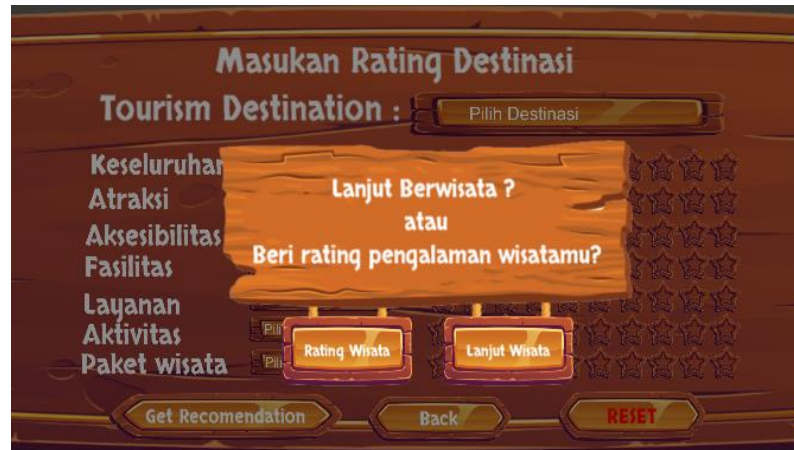 Masukan Rating Destinasi
Tourism Destination : Pilih Destinasi
Keseluruhan
Atraksi
Aksesibilitas
Fasilitas
Layanan
Aktivitas
Paket wisata
Lanjut Berwisata ?
atau
Beri rating pengalaman wisatamu?
Rating Wisata
Lanjut Wisata
Get Recomendation
Back
RESET